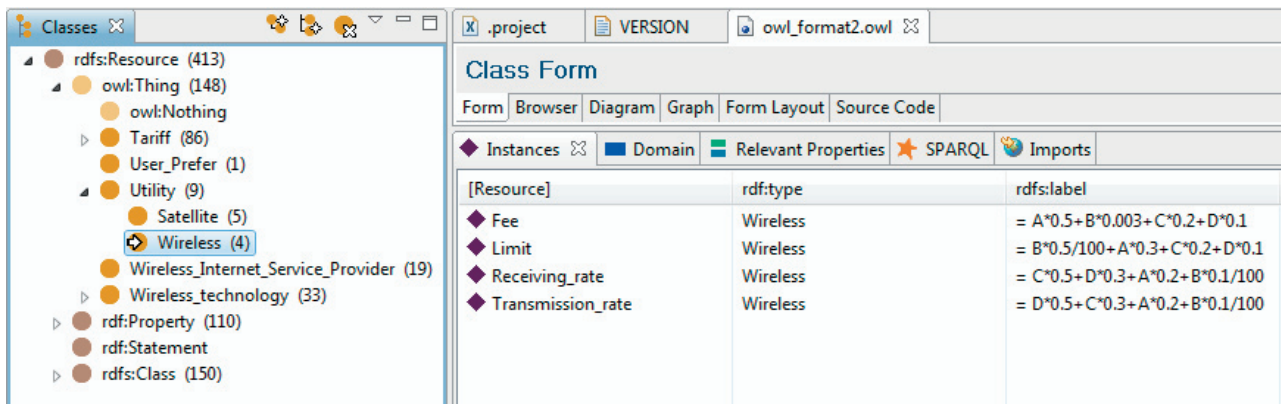 Classes
rdfs:Resource (413)
owl:Thing (148)
owl:Nothing
Tariff (86)
User_Prefer (1)
Utility (9)
Satellite (5)
Wireless (4)
Wireless_Internet_Service_Provider (19)
Wireless_technology (33)
rdf:Property (110)
rdf:Statement
rdfs:Class (150)
.project VERSION owl_format2.owl
Class Form
Form Browser Diagram Graph Form Layout Source Code
Instances Domain Relevant Properties SPARQL Imports
[Resource] rdf:type rdfs:label
Fee Wireless = A*0.5+B*0.003+C*0.2+D*0.1
Limit Wireless = B*0.5/100+A*0.3+C*0.2+D*0.1
Receiving_rate Wireless = C*0.5+D*0.3+A*0.2+B*0.1/100
Transmission_rate Wireless = D*0.5+C*0.3+A*0.2+B*0.1/100